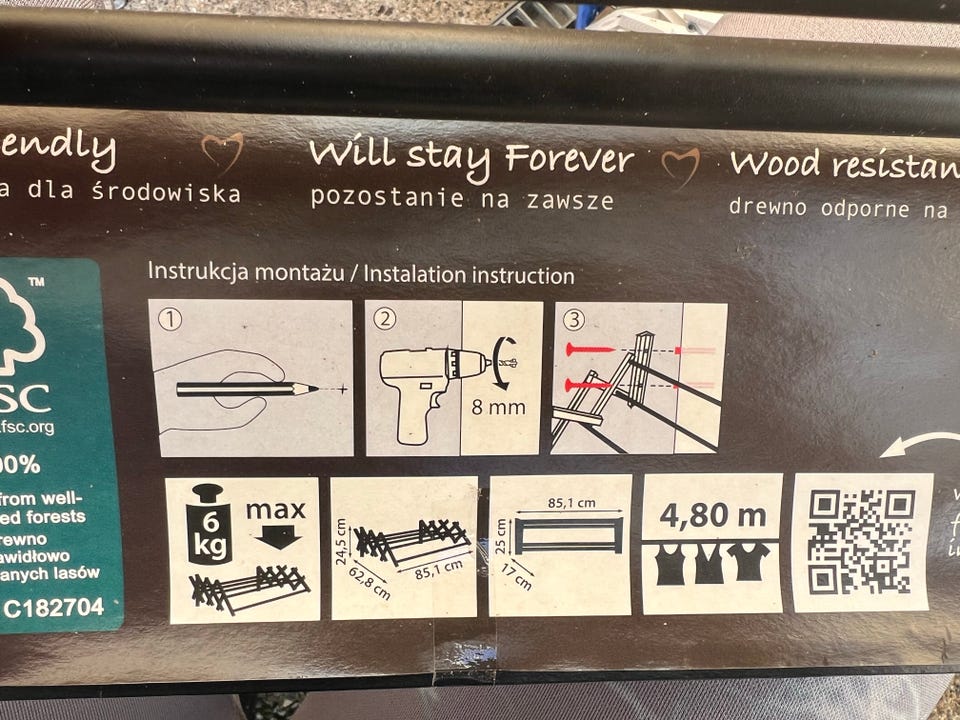 endly
Will stay Forever
Wood resistan
a dla środowiska
pozostanie na zawsze
drewno odporne na
Instrukcja montażu / Instalation instruction
TM
SC
.fsc.org
00%
from well-
ed forests
rewno
awidłowo
anych lasów
C182704
1
2
8 mm
3
6
kg
max
24,5 cm
62,8 cm
85,1 cm
85,1 cm
25 cm
17 cm
4,80 m